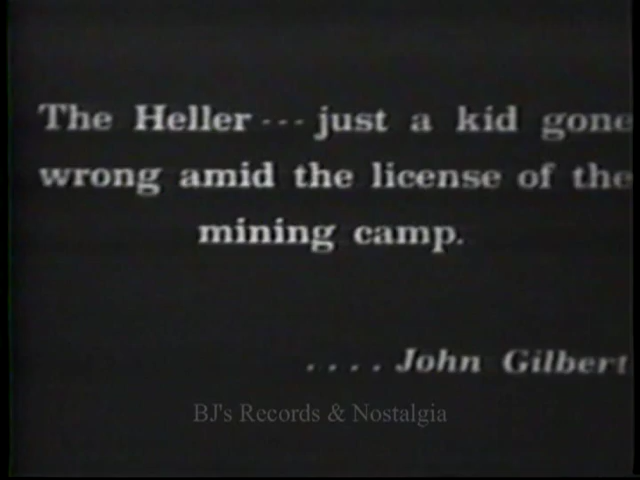 The Heller --- just a kid gone
wrong amid the license of the
mining camp.
....John Gilbert
BJ's Records & Nostalgia